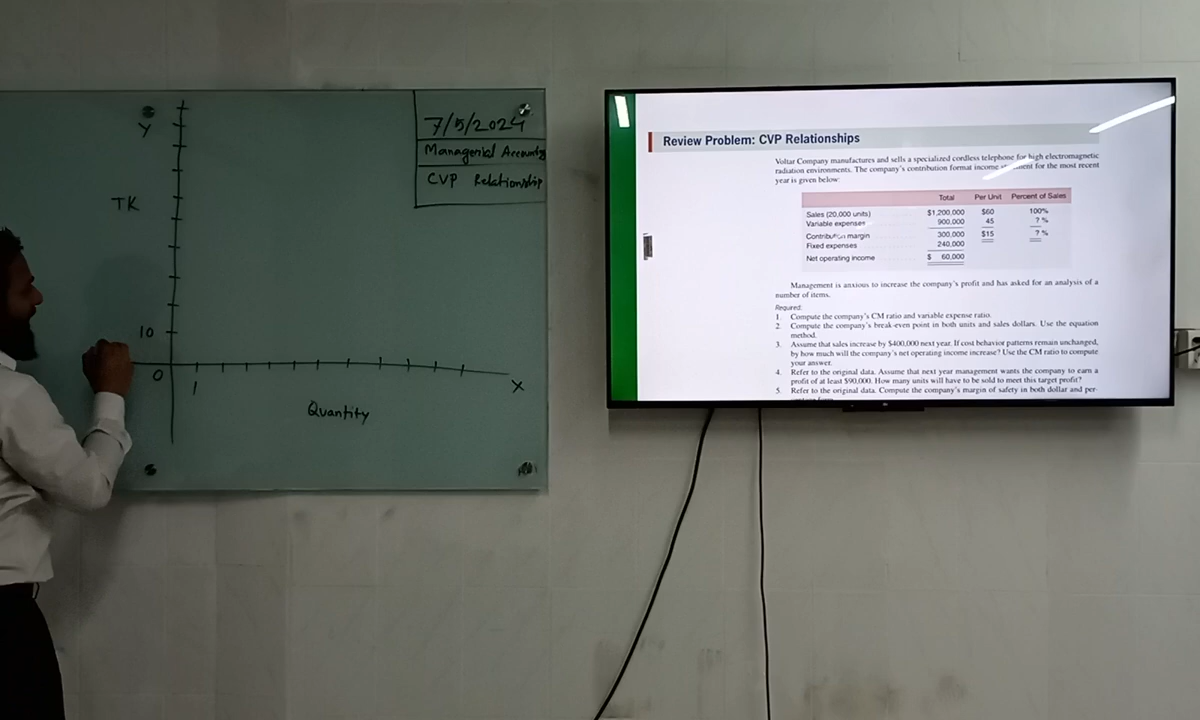 Y
TK
10
0
1
Quantity
X
7/5/2024
Managerial Accounting
CVP Relationship
Review Problem: CVP Relationships
Voltar Company manufactures and sells a specialized cordless telephone for high electromagnetic
radiation environments. The company's contribution format income for the most recent
year is given below:
Total Per Unit Percent of Sales
Sales (20,000 units) $1,200,000 $60 100%
Variable expenses 900,000 45 ? %
Contribution margin 300,000 $15 ? %
Fixed expenses 240,000
Net operating income $ 60,000
Management is anxious to increase the company's profit and has asked for an analysis of a
number of items.
Required:
1. Compute the company's CM ratio and variable expense ratio.
2. Compute the company's break-even point in both units and sales dollars. Use the equation
method.
3. Assume that sales increase by $400,000 next year. If cost behavior patterns remain unchanged,
by how much will the company's net operating income increase? Use the CM ratio to compute
your answer.
4. Refer to the original data. Assume that next year management wants the company to earn a
profit of at least $90,000. How many units will have to be sold to meet this target profit?
5. Refer to the original data. Compute the company's margin of safety in both dollar and per-